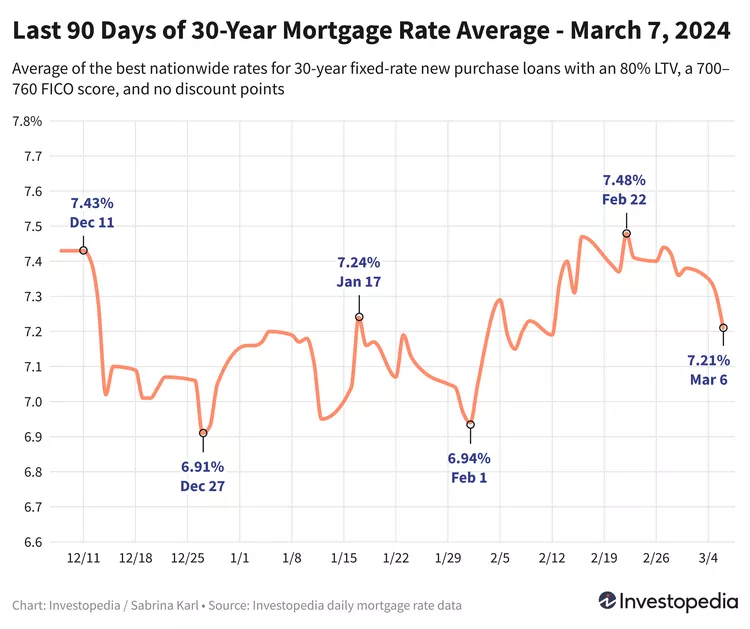 Last 90 Days of 30-Year Mortgage Rate Average - March 7, 2024
Average of the best nationwide rates for 30-year fixed-rate new purchase loans with an 80% LTV, a 700–
760 FICO score, and no discount points
7.8%
7.7
7.6
7.5
7.4
7.3
7.2
7.1
7.0
6.9
6.8
6.7
6.6
7.43%
Dec 11
6.91%
Dec 27
7.24%
Jan 17
6.94%
Feb 1
7.48%
Feb 22
7.21%
Mar 6
12/11
12/18
12/25
1/1
1/8
1/15
1/22
1/29
2/5
2/12
2/19
2/26
3/4
Chart: Investopedia / Sabrina Karl • Source: Investopedia daily mortgage rate data
Investopedia